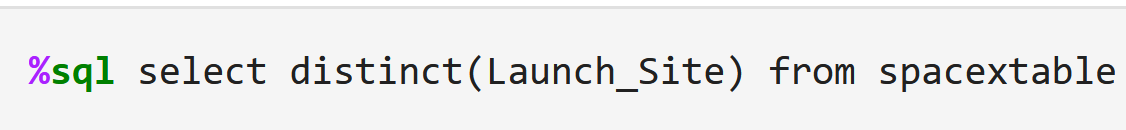 %sql select distinct(Launch_Site) from spacextable